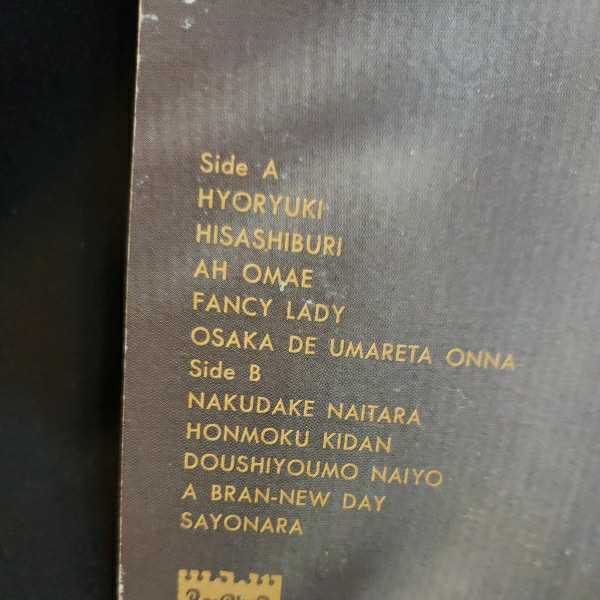 Side A
HYORYUKI
HISASHIBURI
AH OMAE
FANCY LADY
OSAKA DE UMARETA ONNA
Side B
NAKUDAKE NAITARA
HONMOKU KIDAN
DOUSHIYOUMO NAIYO
A BRAN-NEW DAY
SAYONARA